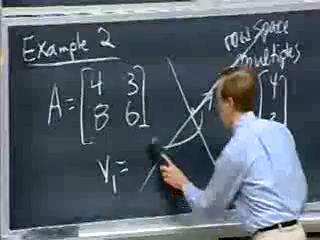 Example 2
row space
multiples
A = [4 3
8 6]
4
V₁ =